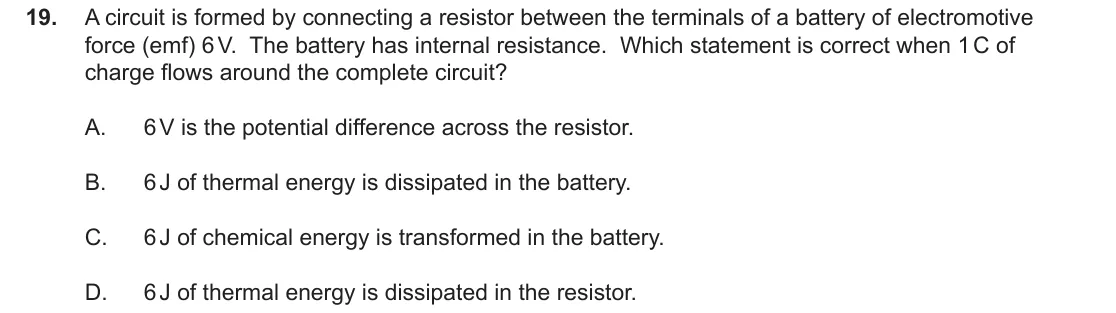 19. A circuit is formed by connecting a resistor between the terminals of a battery of electromotive
force (emf) 6 V. The battery has internal resistance. Which statement is correct when 1 C of
charge flows around the complete circuit?
A. 6 V is the potential difference across the resistor.
B. 6 J of thermal energy is dissipated in the battery.
C. 6 J of chemical energy is transformed in the battery.
D. 6 J of thermal energy is dissipated in the resistor.